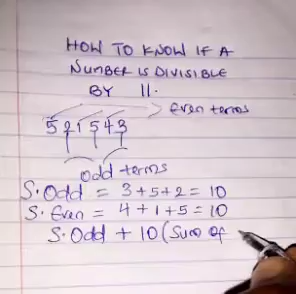 HOW TO KNOW IF A
NUMBER IS DIVISIBLE
BY 11.
even terms
521543
odd terms
S. Odd = 3+5+2 = 10
S. Even = 4+1+5 = 10
S. Odd + 10 (Sum of